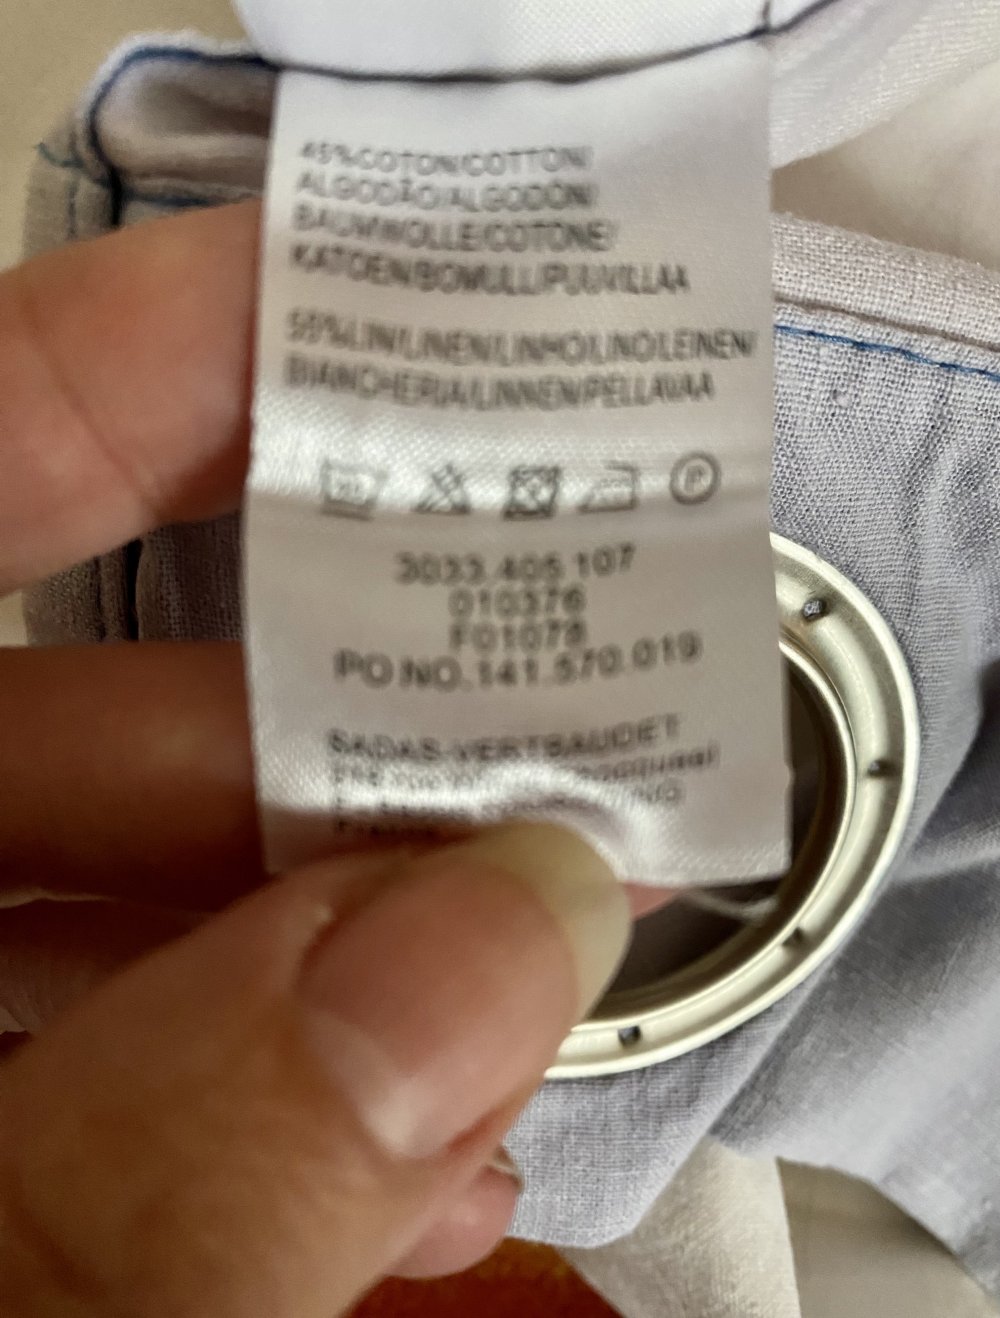 45%COTON/COTTON/
ALGODÃO/ALGODÓN/
BAUMWOLLE/COTONE/
KATOEN/BOMULL/PUUVILLAA
55%LIN/LINEN/LINHO/LINO/LEINEN/
BIANCHERIA/LINNEN/PELLAVAA
P
3033.405.107
010376
F01078
PO NO.141.570.019
SADAS-VERTBAUDET